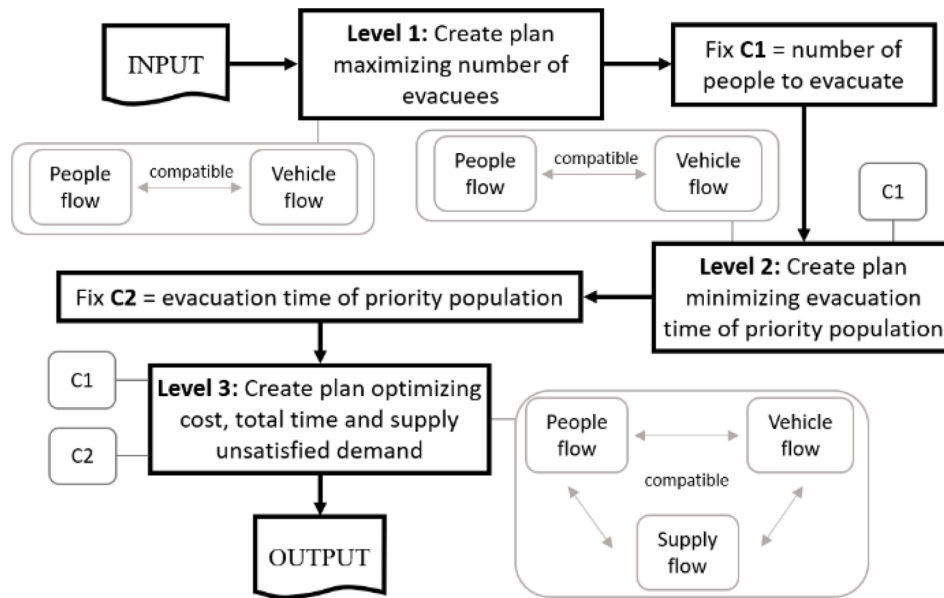 INPUT
Level 1: Create plan
maximizing number of
evacuees
Fix C1 = number of
people to evacuate
People
flow
compatible
Vehicle
flow
People
flow
compatible
Vehicle
flow
C1
Level 2: Create plan
minimizing evacuation
time of priority population
Fix C2 = evacuation time of priority population
C1
C2
Level 3: Create plan optimizing
cost, total time and supply
unsatisfied demand
People
flow
Vehicle
flow
compatible
Supply
flow
OUTPUT